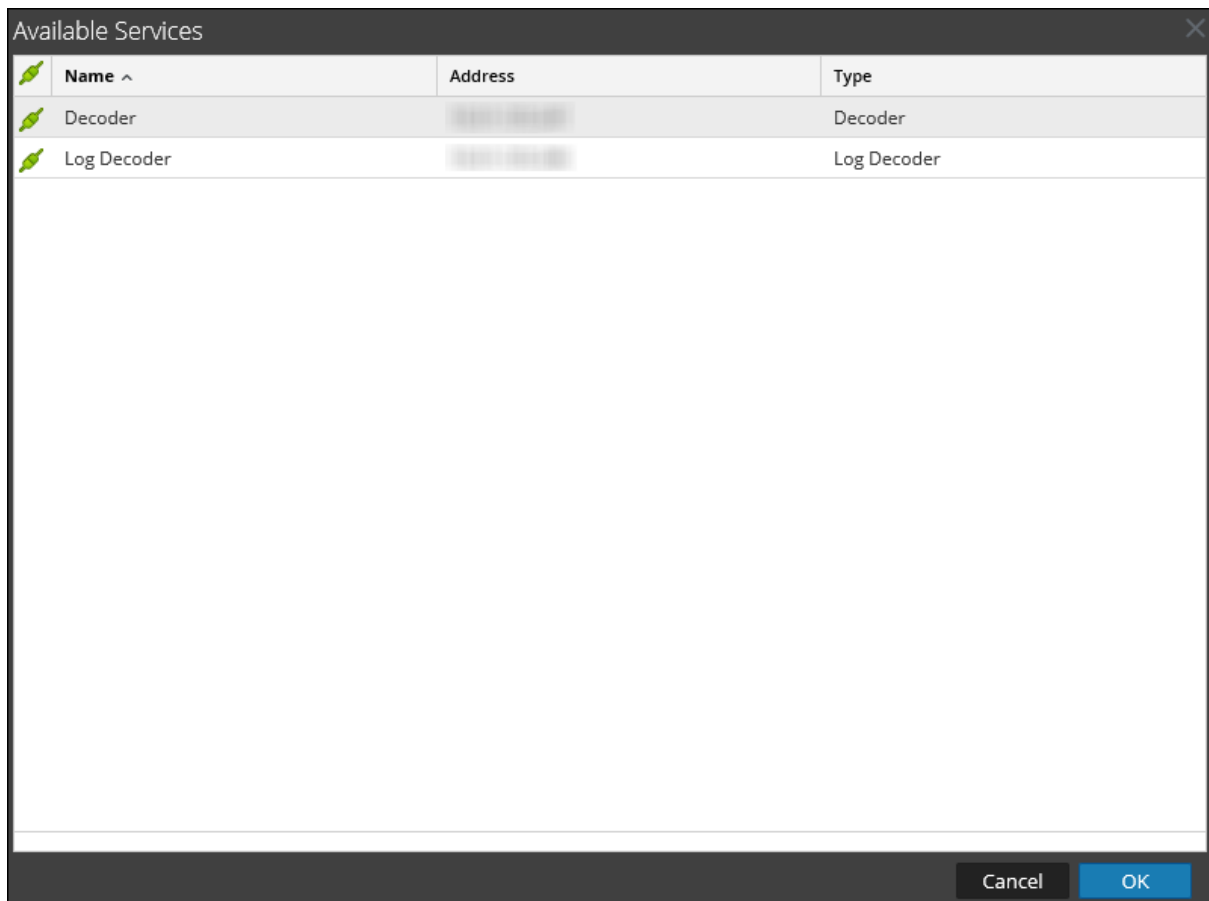 Available Services
Name Address Type
Decoder Decoder
Log Decoder Log Decoder
Cancel OK